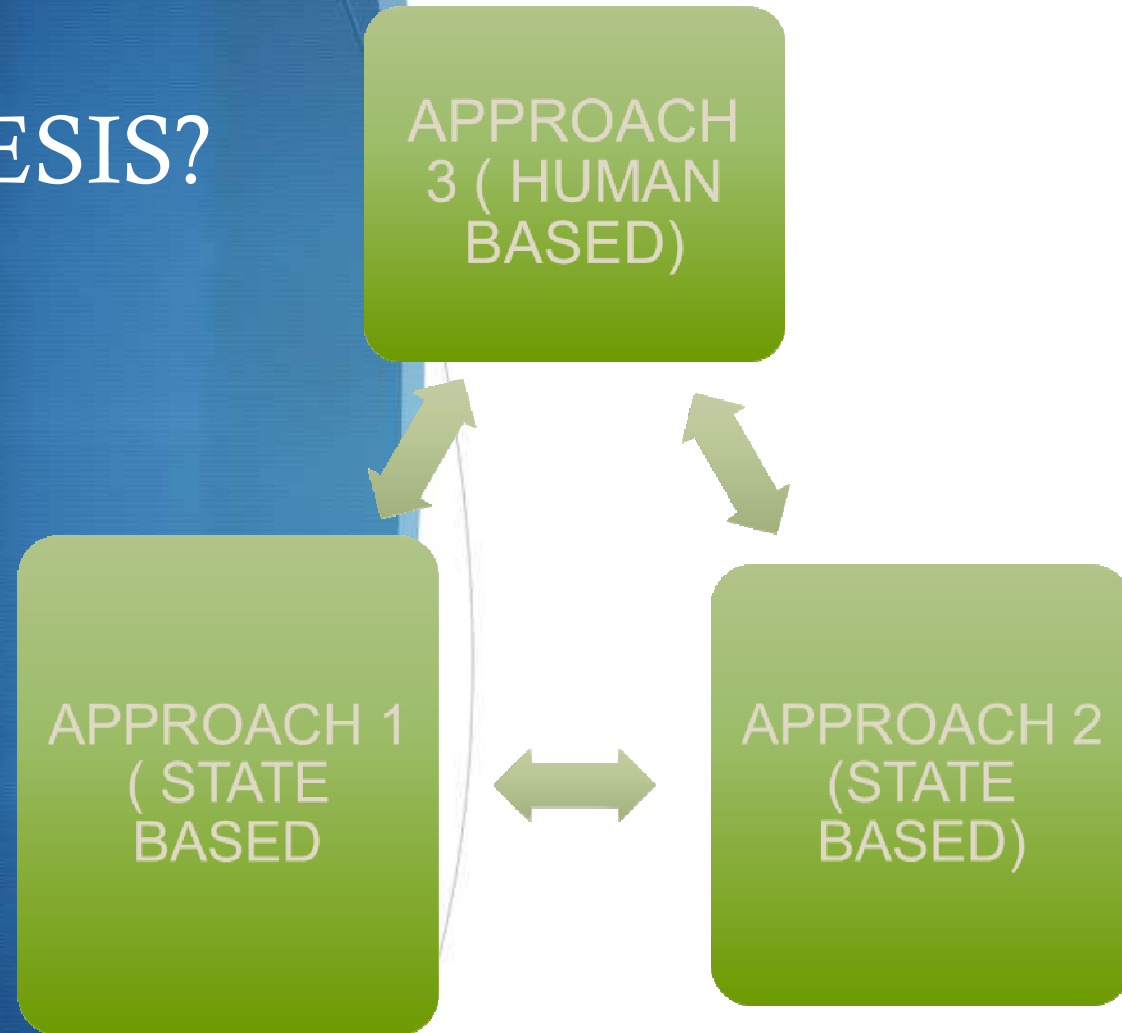 ESIS?
APPROACH
3 ( HUMAN
BASED)
APPROACH 1
( STATE
BASED
APPROACH 2
(STATE
BASED)